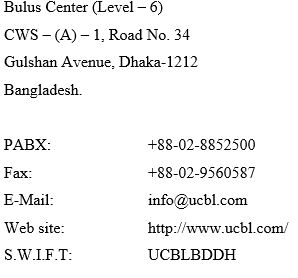 Bulus Center (Level – 6)
CWS – (A) – 1, Road No. 34
Gulshan Avenue, Dhaka-1212
Bangladesh.
PABX: +88-02-8852500
Fax: +88-02-9560587
E-Mail: info@ucbl.com
Web site: http://www.ucbl.com/
S.W.I.F.T: UCBLBDDH